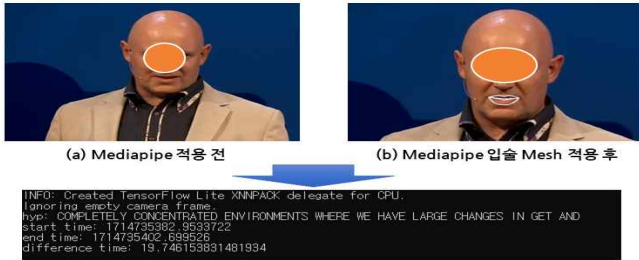 (a) Mediapipe 적용 전
(b) Mediapipe 입술 Mesh 적용 후
INFO: Created TensorFlow Lite XNNPACK delegate for CPU.
Ignoring empty camera frame.
hyp: COMPLETELY CONCENTRATED ENVIRONMENTS WHERE WE HAVE LARGE CHANGES IN GET AND
start time: 1714735382.9533722
end time: 1714735402.699526
difference time: 19.746153831481934